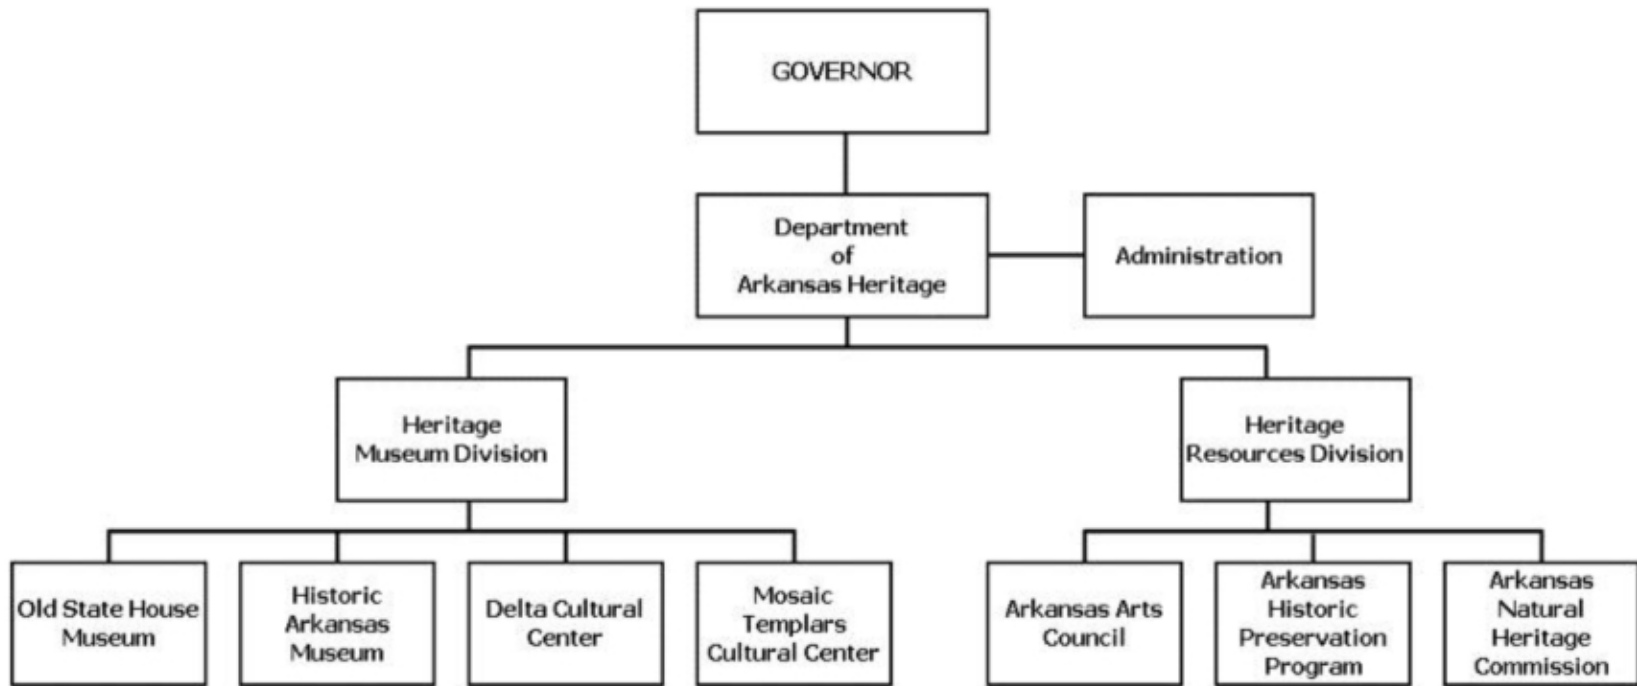 GOVERNOR
Department
of
Arkansas Heritage
Administration
Heritage
Museum Division
Heritage
Resources Division
Old State House
Museum
Historic
Arkansas
Museum
Delta Cultural
Center
Mosaic
Templars
Cultural Center
Arkansas Arts
Council
Arkansas
Historic
Preservation
Program
Arkansas
Natural
Heritage
Commission